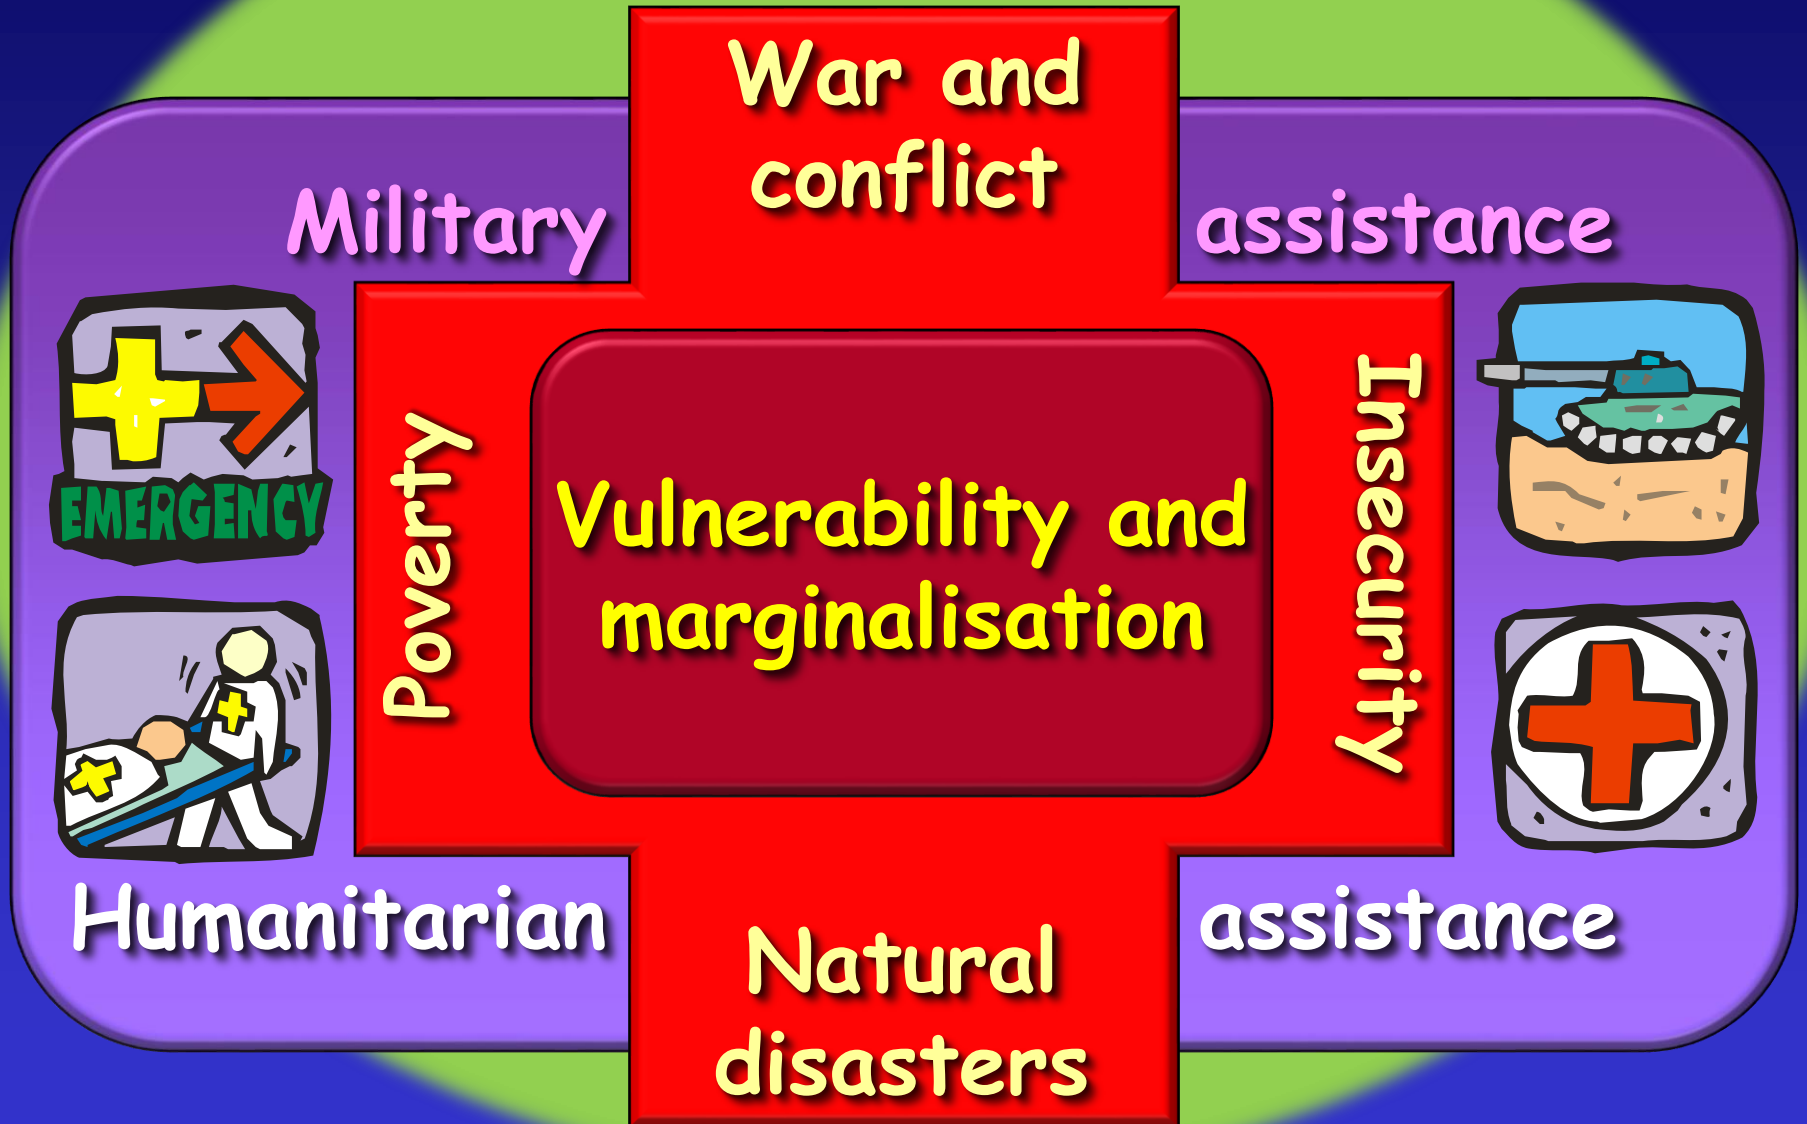 War and
conflict
Military assistance
EMERGENCY
Poverty
Vulnerability and
marginalisation
Insecurity
Humanitarian assistance
Natural
disasters